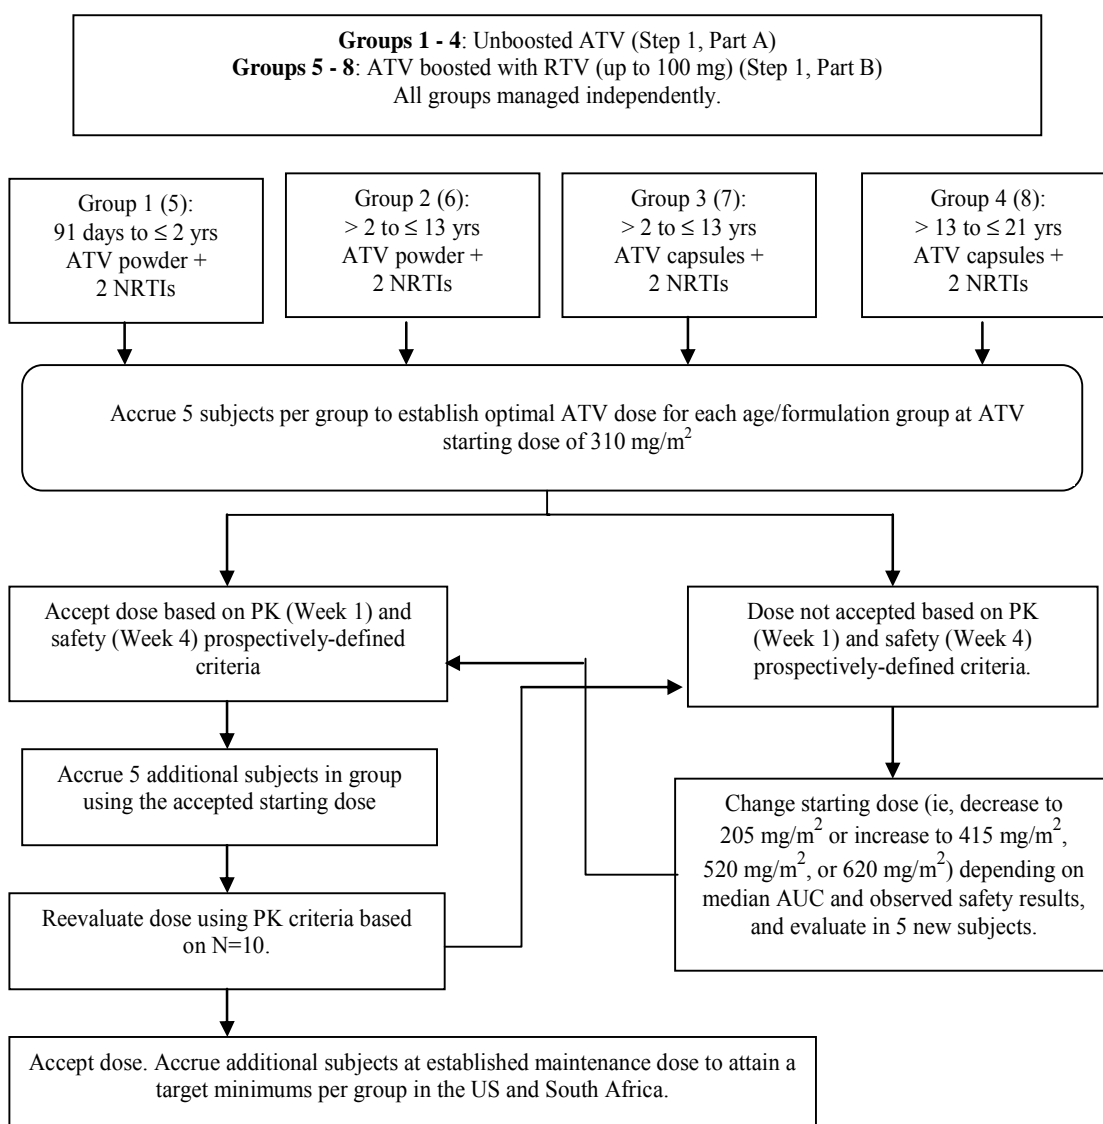 Groups 1 - 4: Unboosted ATV (Step 1, Part A)
Groups 5 - 8: ATV boosted with RTV (up to 100 mg) (Step 1, Part B)
All groups managed independently.
Group 1 (5):
91 days to ≤ 2 yrs
ATV powder +
2 NRTIs
Group 2 (6):
> 2 to ≤ 13 yrs
ATV powder +
2 NRTIs
Group 3 (7):
> 2 to ≤ 13 yrs
ATV capsules +
2 NRTIs
Group 4 (8):
> 13 to ≤ 21 yrs
ATV capsules +
2 NRTIs
Accrue 5 subjects per group to establish optimal ATV dose for each age/formulation group at ATV
starting dose of 310 mg/m²
Accept dose based on PK (Week 1) and
safety (Week 4) prospectively-defined
criteria
Dose not accepted based on PK
(Week 1) and safety (Week 4)
prospectively-defined criteria.
Accrue 5 additional subjects in group
using the accepted starting dose
Change starting dose (ie, decrease to
205 mg/m² or increase to 415 mg/m²,
520 mg/m², or 620 mg/m²) depending on
median AUC and observed safety results,
and evaluate in 5 new subjects.
Reevaluate dose using PK criteria based
on N=10.
Accept dose. Accrue additional subjects at established maintenance dose to attain a
target minimums per group in the US and South Africa.